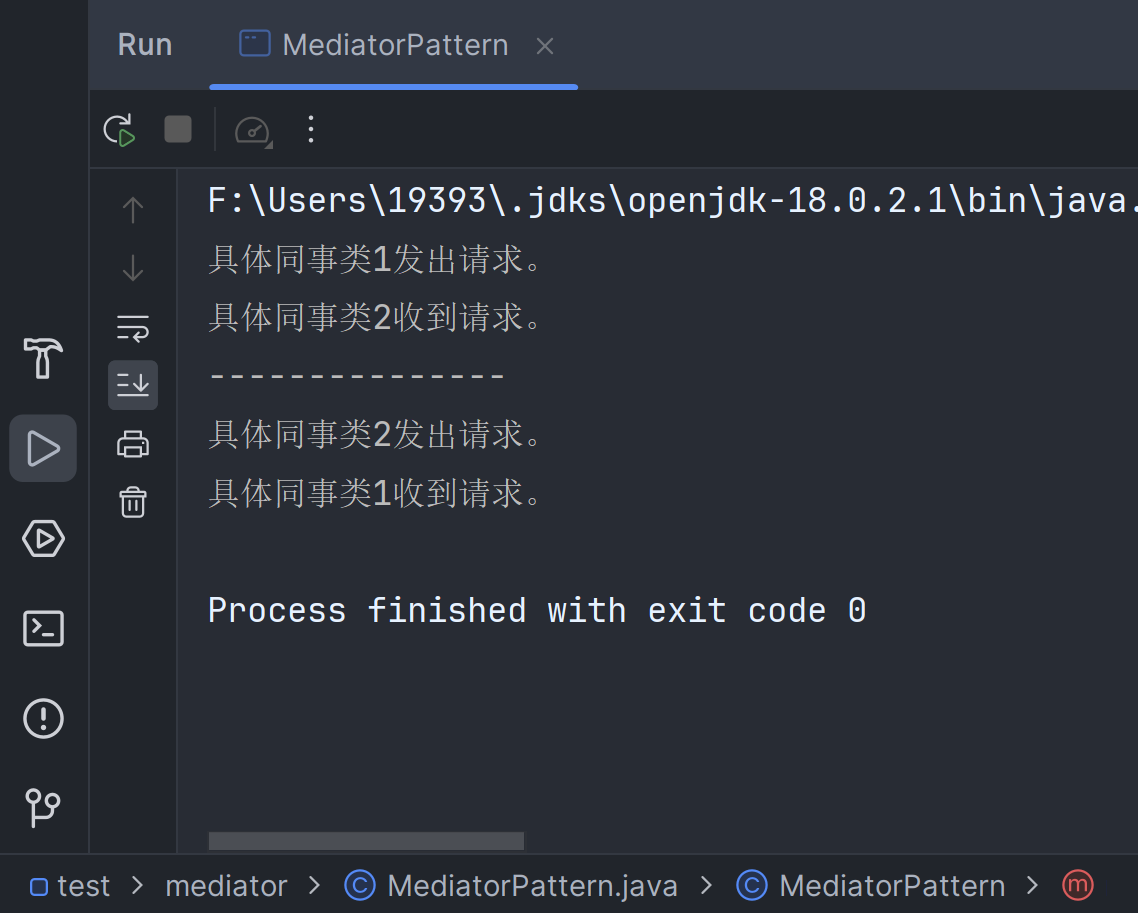 Run MediatorPattern
F:\Users\19393\.jdks\openjdk-18.0.2.1\bin\java.
具体同事类1发出请求。
具体同事类2收到请求。
---------------
具体同事类2发出请求。
具体同事类1收到请求。
Process finished with exit code 0
test > mediator > C MediatorPattern.java > C MediatorPattern > m